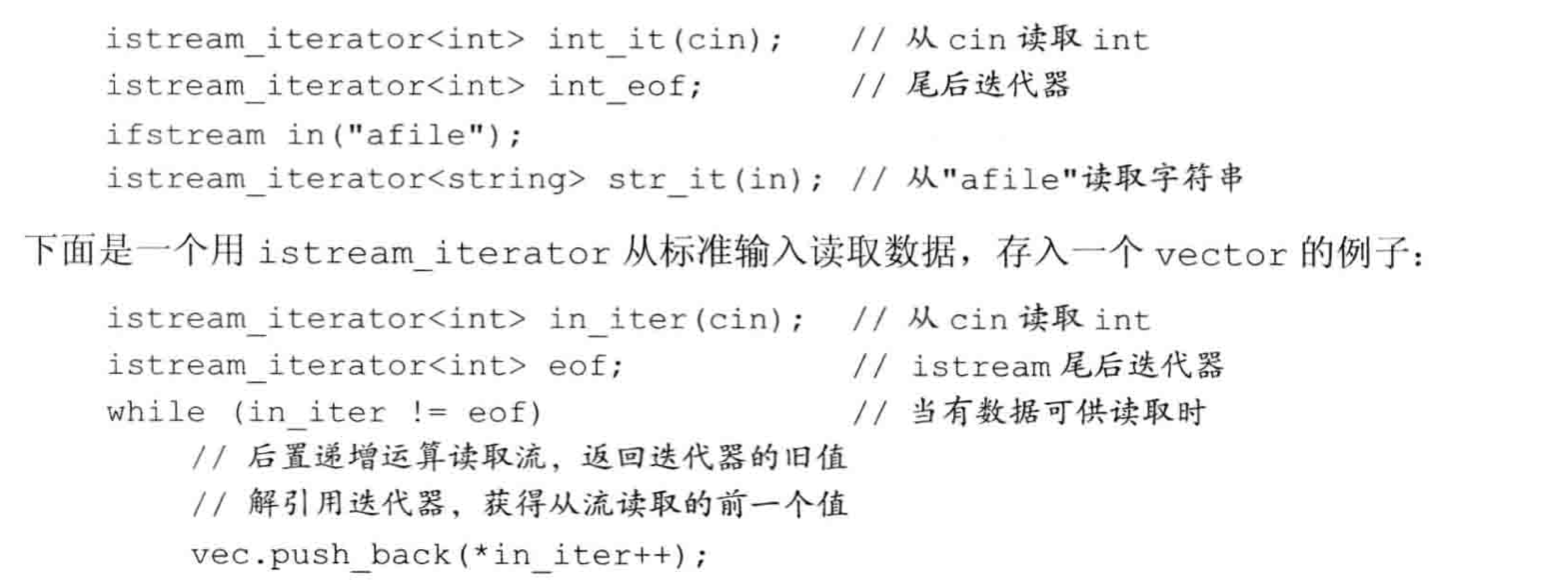 istream_iterator<int> int_it(cin);   // 从 cin 读取 int
istream_iterator<int> int_eof;       // 尾后迭代器
ifstream in("afile");
istream_iterator<string> str_it(in); // 从"afile"读取字符串
下面是一个用 istream_iterator 从标准输入读取数据，存入一个 vector 的例子：
istream_iterator<int> in_iter(cin);  // 从 cin 读取 int
istream_iterator<int> eof;           // istream 尾后迭代器
while (in_iter != eof)               // 当有数据可供读取时
    // 后置递增运算读取流，返回迭代器的旧值
    // 解引用迭代器，获得从流读取的前一个值
    vec.push_back(*in_iter++);